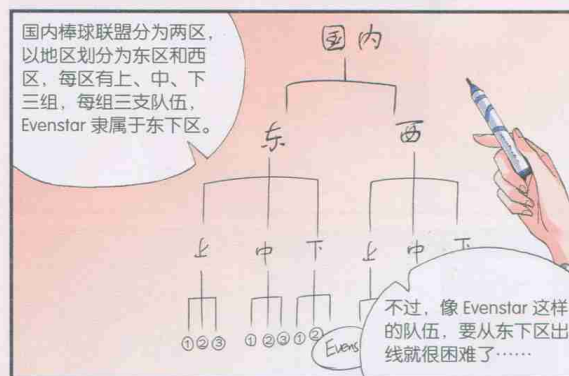 国内棒球联盟分为两区，
以地区划分为东区和西
区，每区有上、中、下
三组，每组三支队伍，
Evenstar 隶属于东下区。
国内
东 西
上 中 下 上 中 下
①②③ ①②③ ①②
Evens
不过，像 Evenstar 这样
的队伍，要从东下区出
线就很困难了……